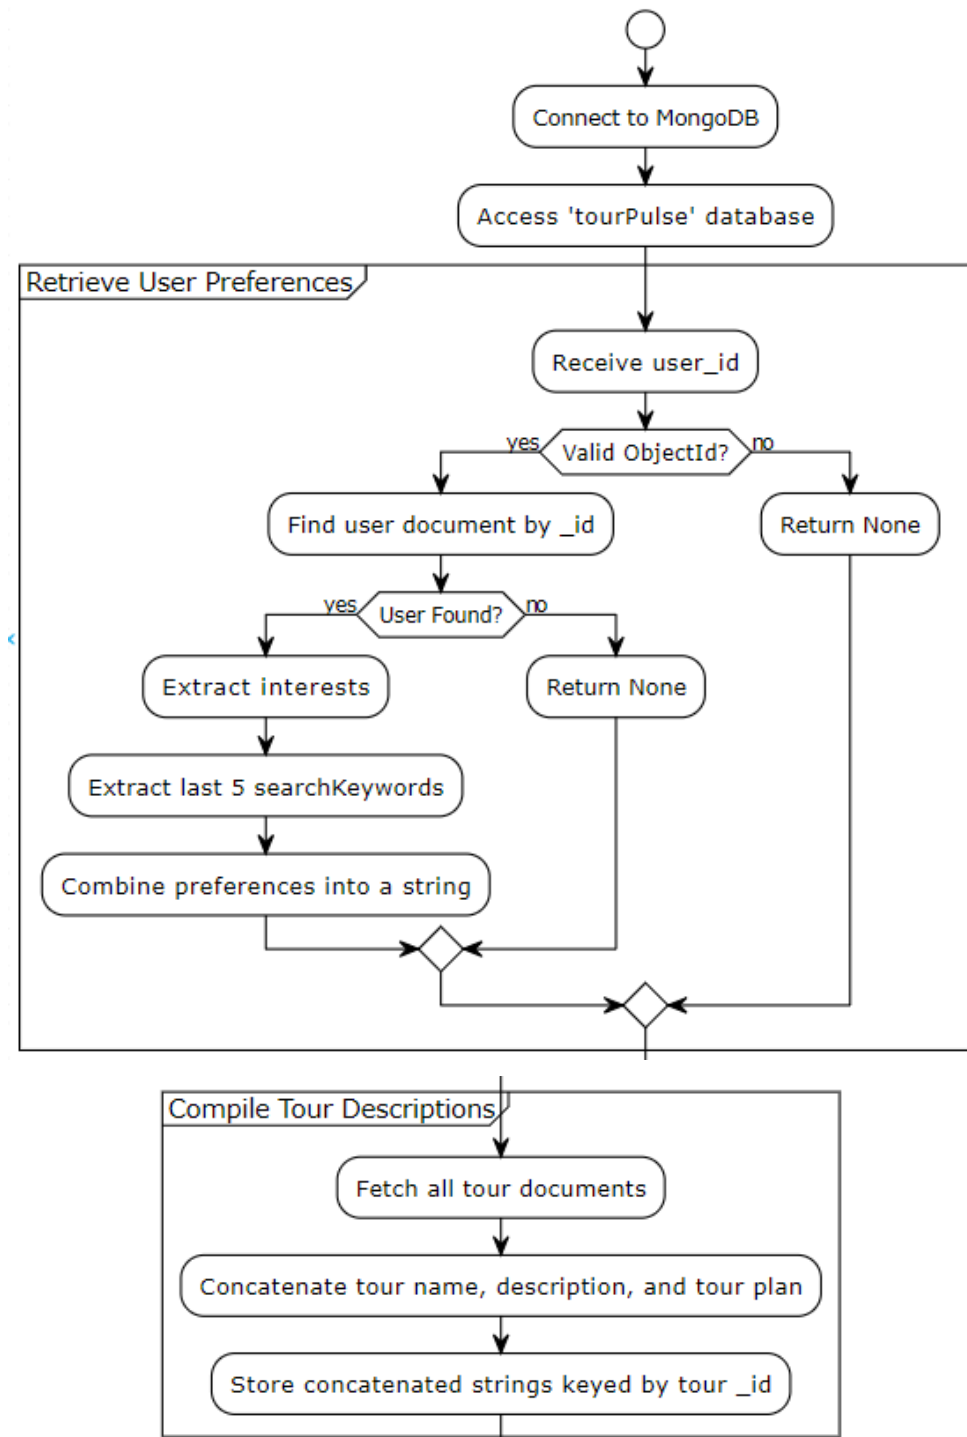 Connect to MongoDB
Access 'tourPulse' database
Retrieve User Preferences
Receive user_id
yes
Valid ObjectId?
no
Find user document by _id
Return None
yes
User Found?
no
Extract interests
Return None
Extract last 5 searchKeywords
Combine preferences into a string
Compile Tour Descriptions
Fetch all tour documents
Concatenate tour name, description, and tour plan
Store concatenated strings keyed by tour _id